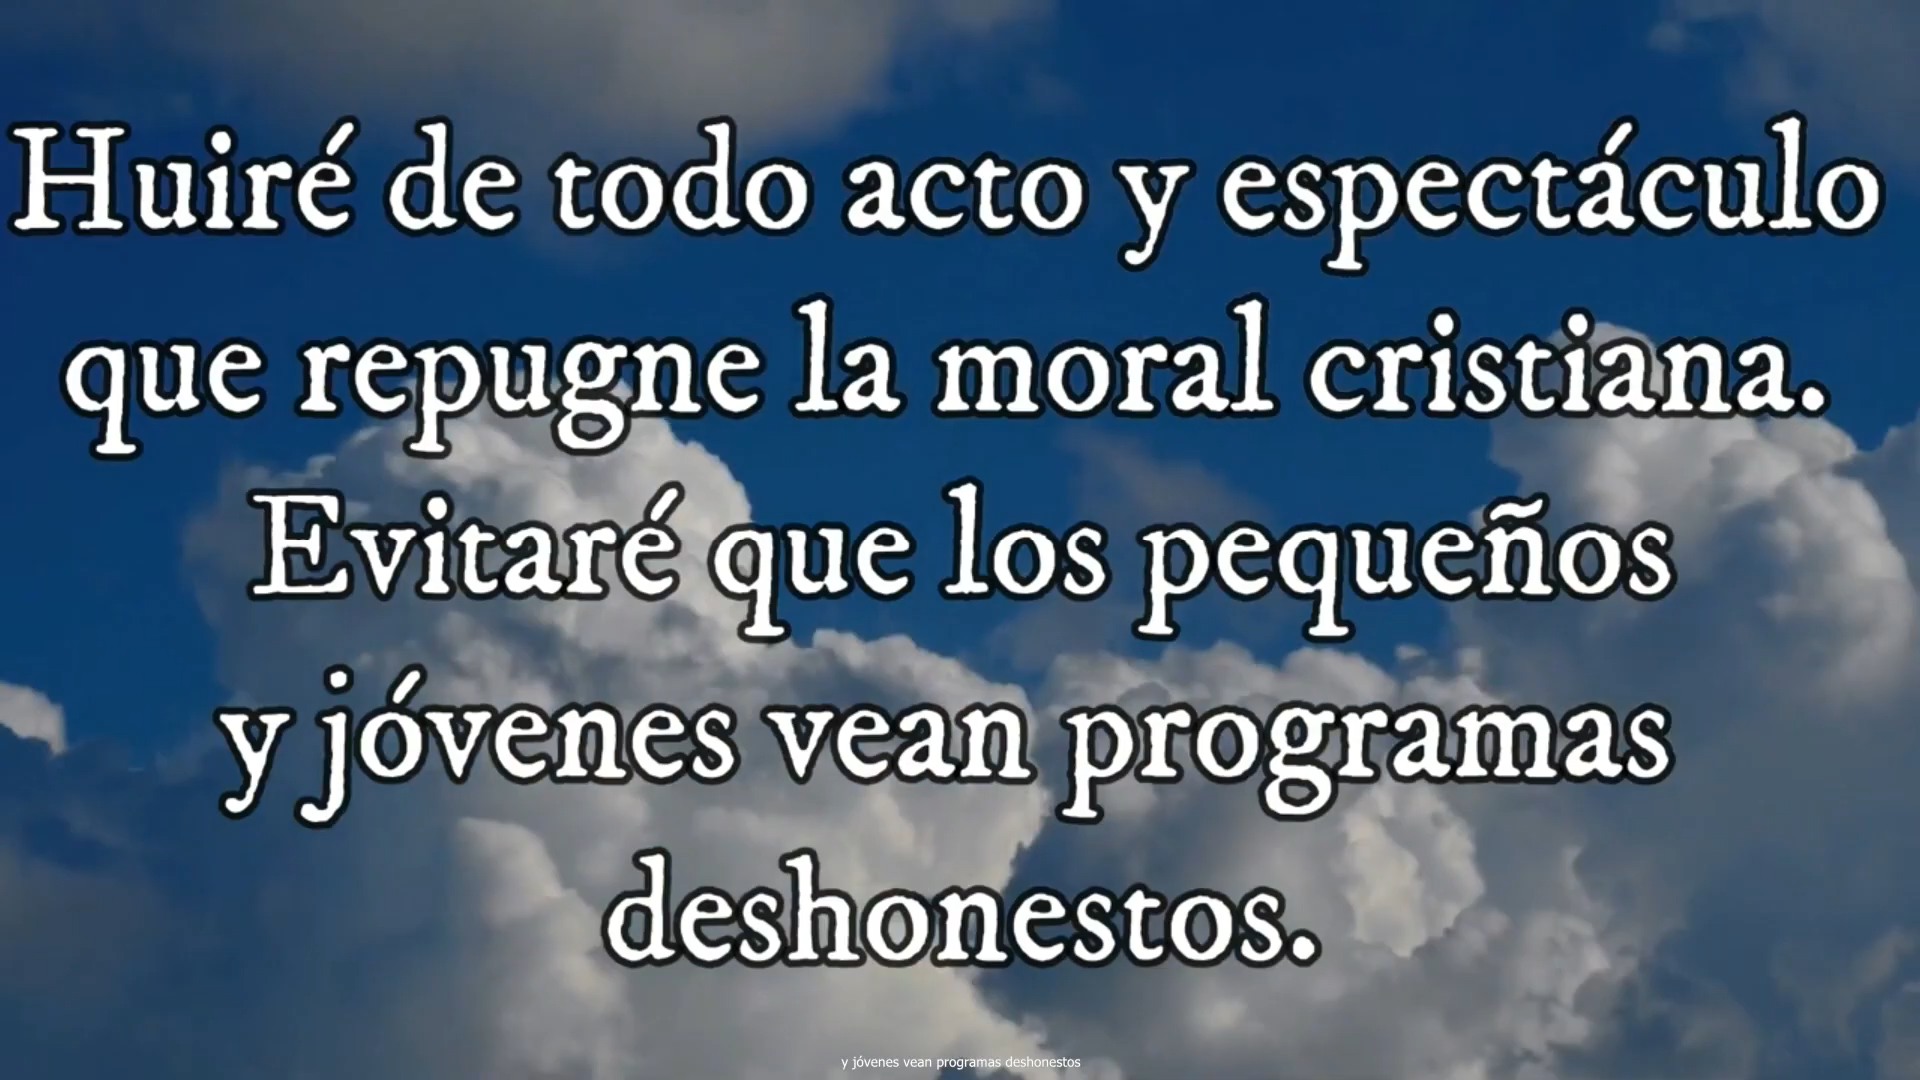 Huiré de todo acto y espectáculo
que repugne la moral cristiana.
Evitaré que los pequeños
y jóvenes vean programas
deshonestos.
y jóvenes vean programas deshonestos